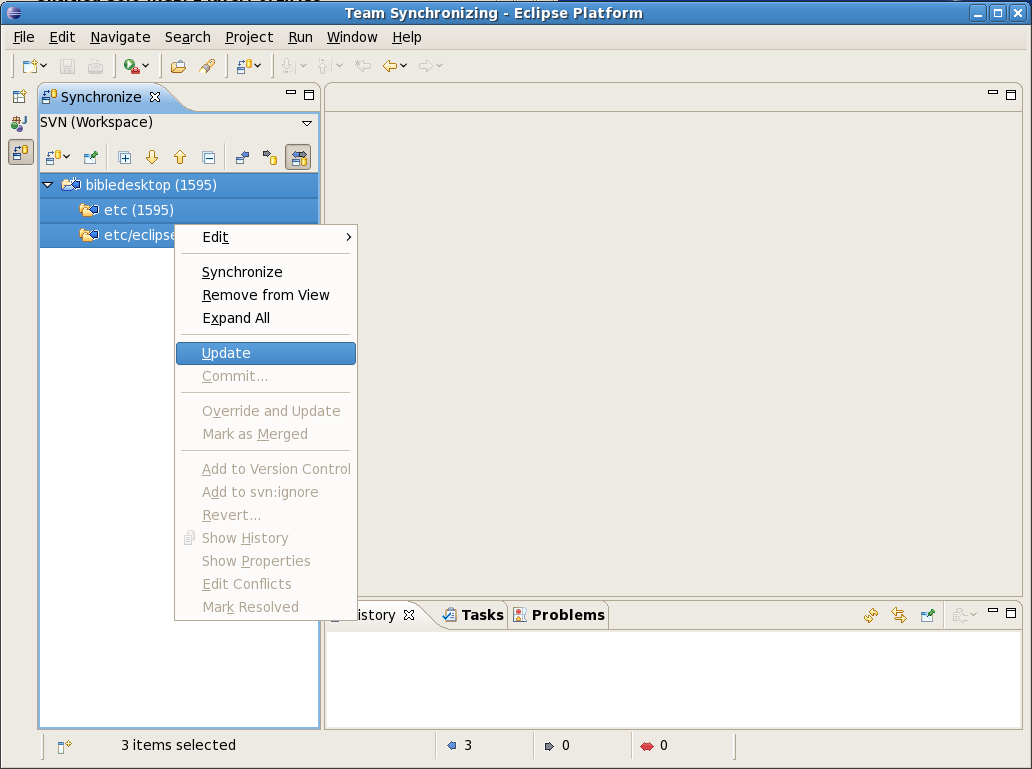 Team Synchronizing - Eclipse Platform
File Edit Navigate Search Project Run Window Help
Synchronize
SVN (Workspace)
bibledesktop (1595)
etc (1595)
etc/eclipse
Edit
Synchronize
Remove from View
Expand All
Update
Commit...
Override and Update
Mark as Merged
Add to Version Control
Add to svn:ignore
Revert...
Show History
Show Properties
Edit Conflicts
Mark Resolved
istory Tasks Problems
3 items selected 3 0 0